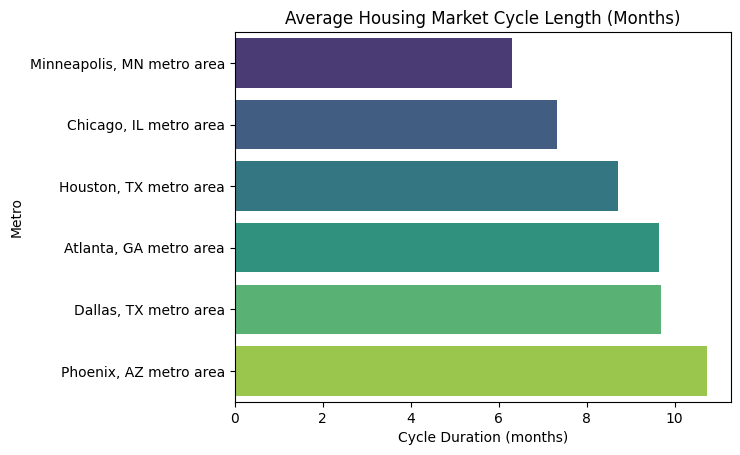 Average Housing Market Cycle Length (Months)
Metro
Minneapolis, MN metro area
Chicago, IL metro area
Houston, TX metro area
Atlanta, GA metro area
Dallas, TX metro area
Phoenix, AZ metro area
0 2 4 6 8 10
Cycle Duration (months)